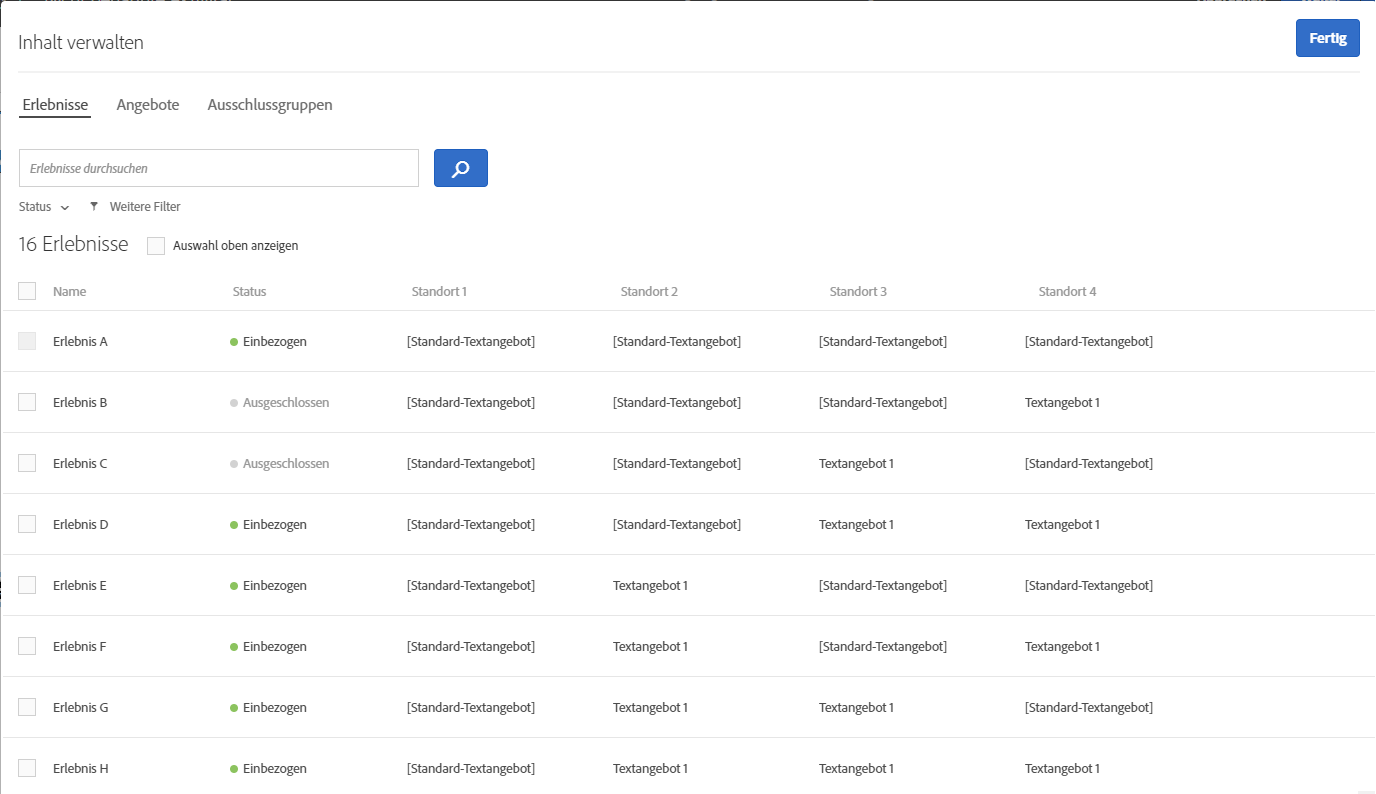 Inhalt verwalten
Fertig
Erlebnisse Angebote Ausschlussgruppen
Erlebnisse durchsuchen
Status Weitere Filter
16 Erlebnisse Auswahl oben anzeigen
Name Status Standort 1 Standort 2 Standort 3 Standort 4
Erlebnis A Einbezogen [Standard-Textangebot] [Standard-Textangebot] [Standard-Textangebot] [Standard-Textangebot]
Erlebnis B Ausgeschlossen [Standard-Textangebot] [Standard-Textangebot] [Standard-Textangebot] Textangebot 1
Erlebnis C Ausgeschlossen [Standard-Textangebot] [Standard-Textangebot] Textangebot 1 [Standard-Textangebot]
Erlebnis D Einbezogen [Standard-Textangebot] [Standard-Textangebot] Textangebot 1 Textangebot 1
Erlebnis E Einbezogen [Standard-Textangebot] Textangebot 1 [Standard-Textangebot] [Standard-Textangebot]
Erlebnis F Einbezogen [Standard-Textangebot] Textangebot 1 [Standard-Textangebot] Textangebot 1
Erlebnis G Einbezogen [Standard-Textangebot] Textangebot 1 Textangebot 1 [Standard-Textangebot]
Erlebnis H Einbezogen [Standard-Textangebot] Textangebot 1 Textangebot 1 Textangebot 1